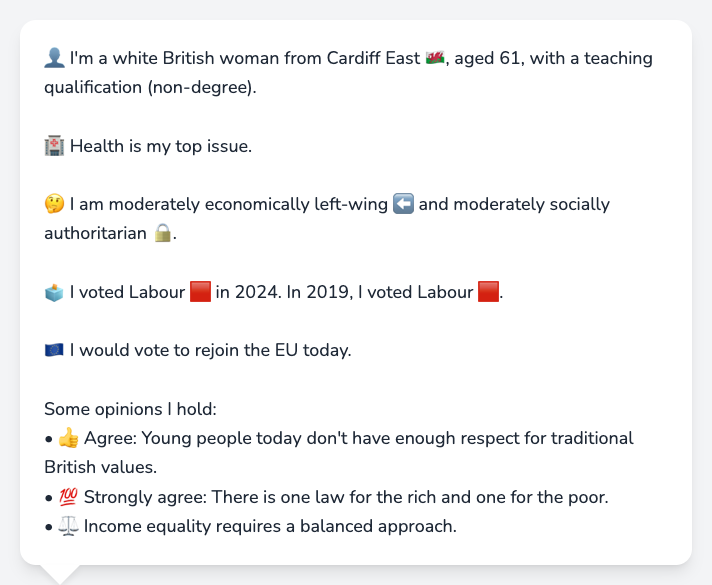 👤 I'm a white British woman from Cardiff East 🏴󠁧󠁢󠁷󠁬󠁳󠁿, aged 61, with a teaching
qualification (non-degree).
🏥 Health is my top issue.
🤔 I am moderately economically left-wing ⬅️ and moderately socially
authoritarian 🔒.
🗳️ I voted Labour 🟥 in 2024. In 2019, I voted Labour 🟥.
🇪🇺 I would vote to rejoin the EU today.
Some opinions I hold:
• 👍 Agree: Young people today don't have enough respect for traditional
British values.
• 💯 Strongly agree: There is one law for the rich and one for the poor.
• ⚖️ Income equality requires a balanced approach.